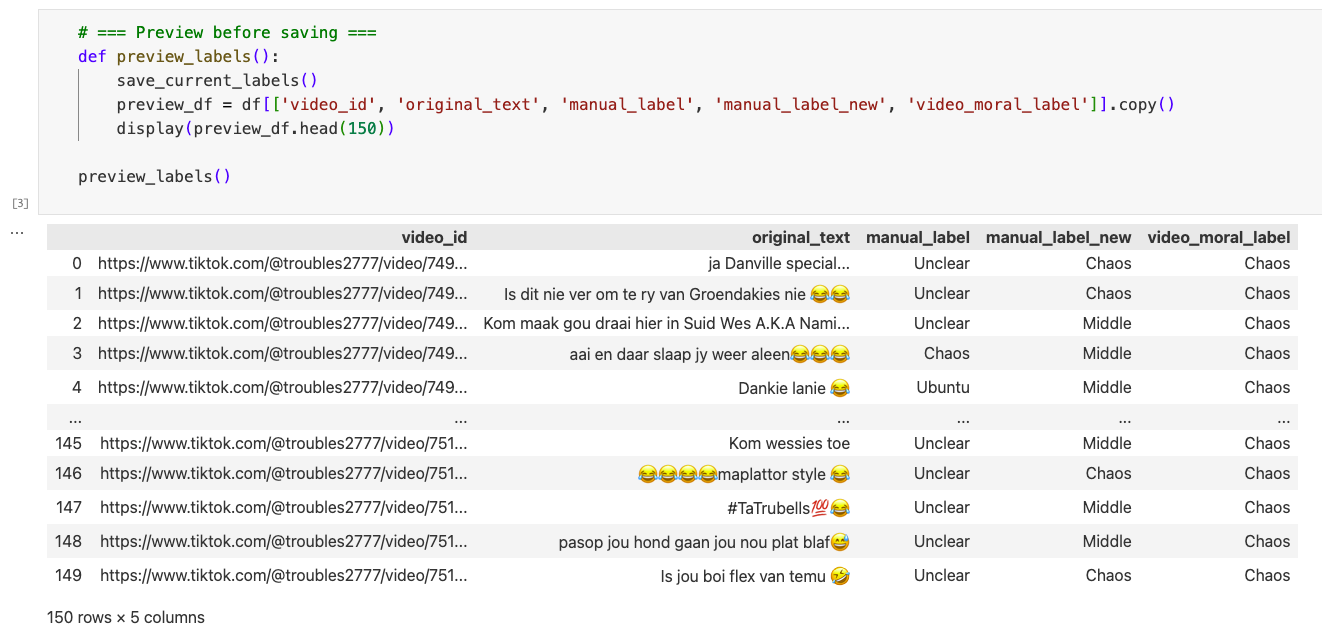 # === Preview before saving ===
def preview_labels():
save_current_labels()
preview_df = df[['video_id', 'original_text', 'manual_label', 'manual_label_new', 'video_moral_label']].copy()
display(preview_df.head(150))
preview_labels()
[3]
...
video_id original_text manual_label manual_label_new video_moral_label
0 https://www.tiktok.com/@troubles2777/video/749... ja Danville special... Unclear Chaos Chaos
1 https://www.tiktok.com/@troubles2777/video/749... Is dit nie ver om te ry van Groendakies nie 😂😂 Unclear Chaos Chaos
2 https://www.tiktok.com/@troubles2777/video/749... Kom maak gou draai hier in Suid Wes A.K.A Nami... Unclear Middle Chaos
3 https://www.tiktok.com/@troubles2777/video/749... aai en daar slaap jy weer aleen😂😂😂 Chaos Middle Chaos
4 https://www.tiktok.com/@troubles2777/video/749... Dankie lanie 😂 Ubuntu Middle Chaos
... ... ... ... ... ...
145 https://www.tiktok.com/@troubles2777/video/751... Kom wessies toe Unclear Middle Chaos
146 https://www.tiktok.com/@troubles2777/video/751... 😂😂😂😂maplattor style 😂 Unclear Chaos Chaos
147 https://www.tiktok.com/@troubles2777/video/751... #TaTrubells💯😂 Unclear Middle Chaos
148 https://www.tiktok.com/@troubles2777/video/751... pasop jou hond gaan jou nou plat blaf😅 Unclear Middle Chaos
149 https://www.tiktok.com/@troubles2777/video/751... Is jou boi flex van temu 🤣 Unclear Chaos Chaos
150 rows × 5 columns